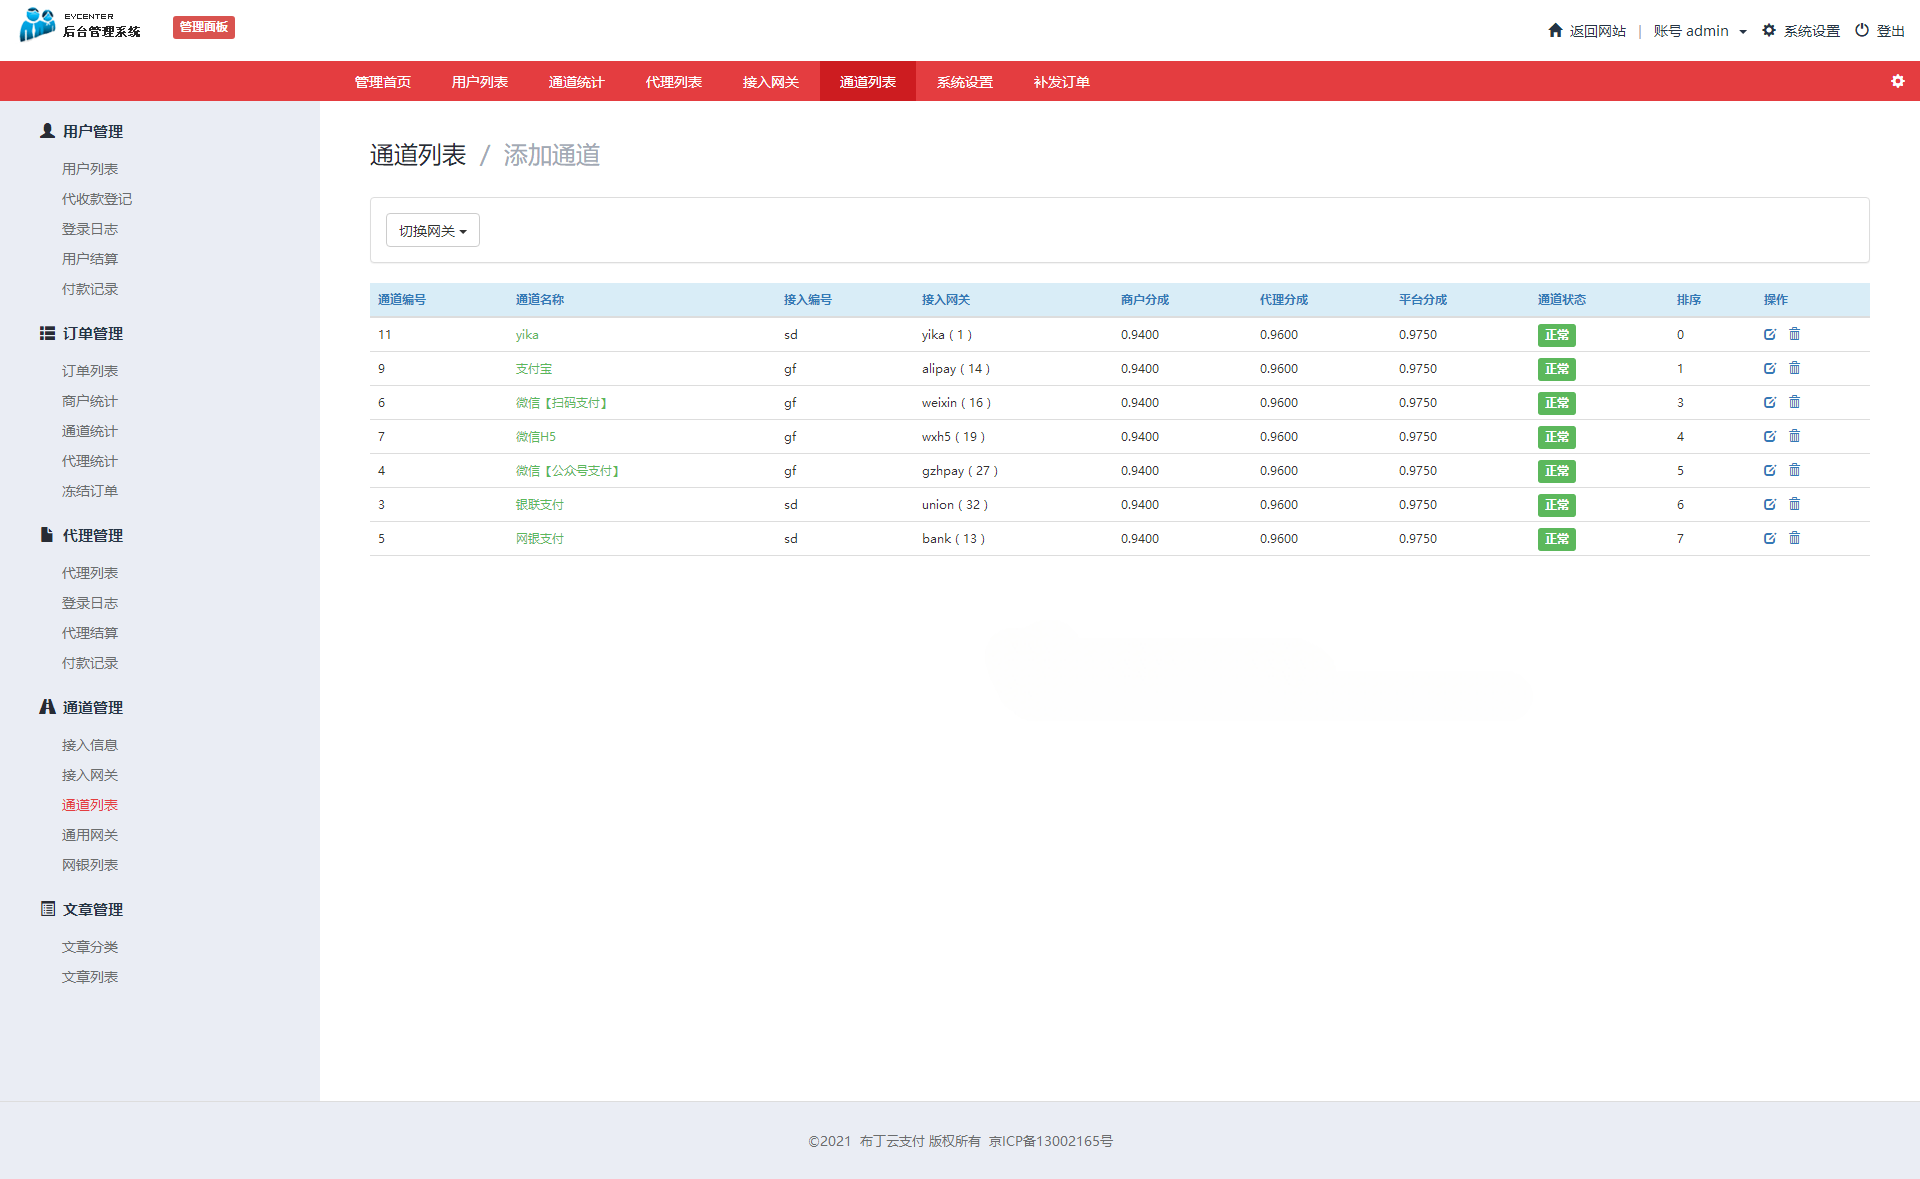 EVCENTER
后台管理系统
管理面板
返回网站 | 账号 admin 系统设置 登出
管理首页 用户列表 通道统计 代理列表 接入网关 通道列表 系统设置 补发订单
用户管理
用户列表
代收款登记
登录日志
用户结算
付款记录
订单管理
订单列表
商户统计
通道统计
代理统计
冻结订单
代理管理
代理列表
登录日志
代理结算
付款记录
通道管理
接入信息
接入网关
通道列表
通用网关
网银列表
文章管理
文章分类
文章列表
通道列表 / 添加通道
切换网关
通道编号 通道名称 接入编号 接入网关 商户分成 代理分成 平台分成 通道状态 排序 操作
11 yika sd yika ( 1 ) 0.9400 0.9600 0.9750 正常 0
9 支付宝 gf alipay ( 14 ) 0.9400 0.9600 0.9750 正常 1
6 微信【扫码支付】 gf weixin ( 16 ) 0.9400 0.9600 0.9750 正常 3
7 微信H5 gf wxh5 ( 19 ) 0.9400 0.9600 0.9750 正常 4
4 微信【公众号支付】 gf gzhpay ( 27 ) 0.9400 0.9600 0.9750 正常 5
3 银联支付 sd union ( 32 ) 0.9400 0.9600 0.9750 正常 6
5 网银支付 sd bank ( 13 ) 0.9400 0.9600 0.9750 正常 7
©2021 布丁云支付 版权所有 京ICP备13002165号